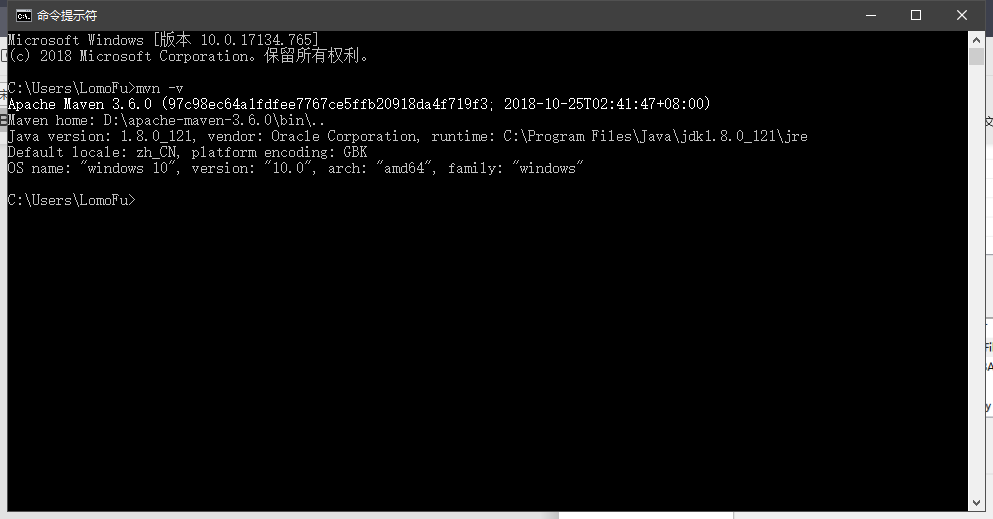 命令提示符
Microsoft Windows [版本 10.0.17134.765]
(c) 2018 Microsoft Corporation。保留所有权利。
C:\Users\LomoFu>mvn -v
Apache Maven 3.6.0 (97c98ec64a1fdfee7767ce5ffb20918da4f719f3; 2018-10-25T02:41:47+08:00)
Maven home: D:\apache-maven-3.6.0\bin\..
Java version: 1.8.0_121, vendor: Oracle Corporation, runtime: C:\Program Files\Java\jdk1.8.0_121\jre
Default locale: zh_CN, platform encoding: GBK
OS name: "windows 10", version: "10.0", arch: "amd64", family: "windows"
C:\Users\LomoFu>